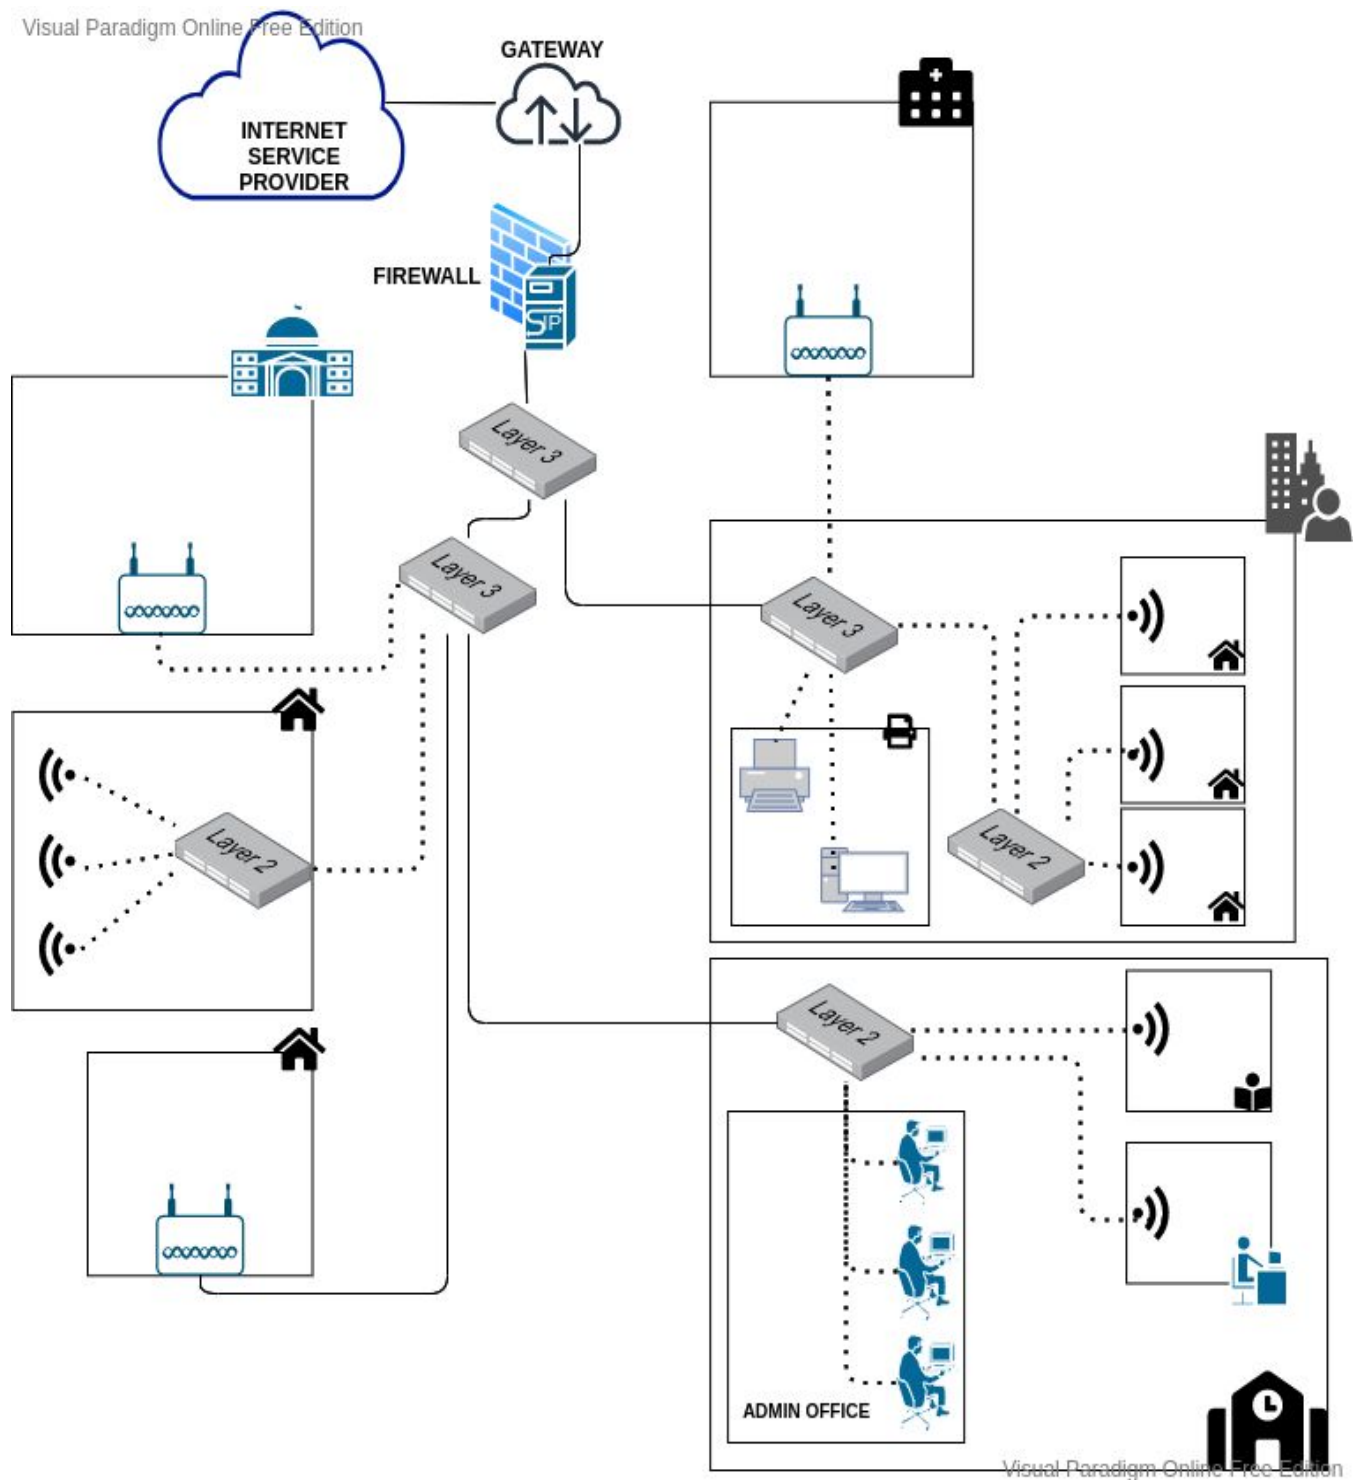 Visual Paradigm Online Free Edition
GATEWAY
INTERNET
SERVICE
PROVIDER
FIREWALL
SIP
Layer 3
Layer 3
Layer 3
Layer 2
Layer 2
Layer 2
ADMIN OFFICE
Visual Paradigm Online Free Edition